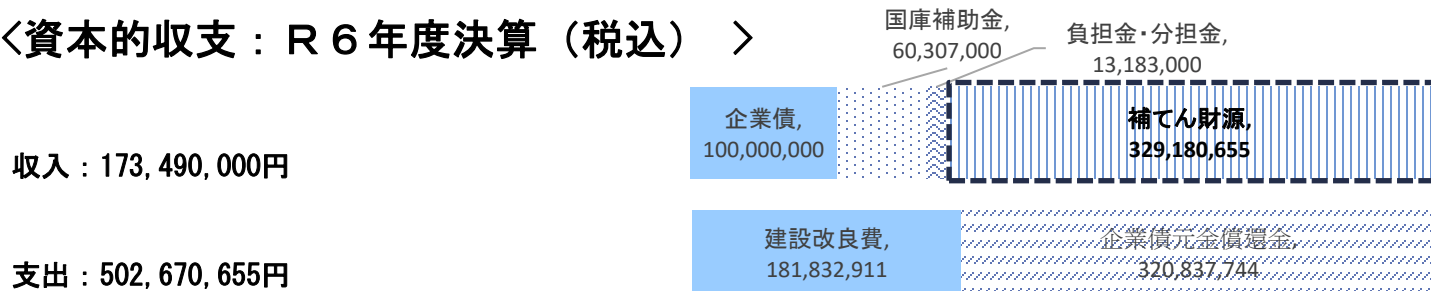 <資本的収支：Ｒ６年度決算（税込）＞
国庫補助金,
60,307,000
負担金・分担金,
13,183,000
企業債,
100,000,000
補てん財源,
329,180,655
収入：173,490,000円
建設改良費,
181,832,911
企業債元金償還金,
320,837,744
支出：502,670,655円